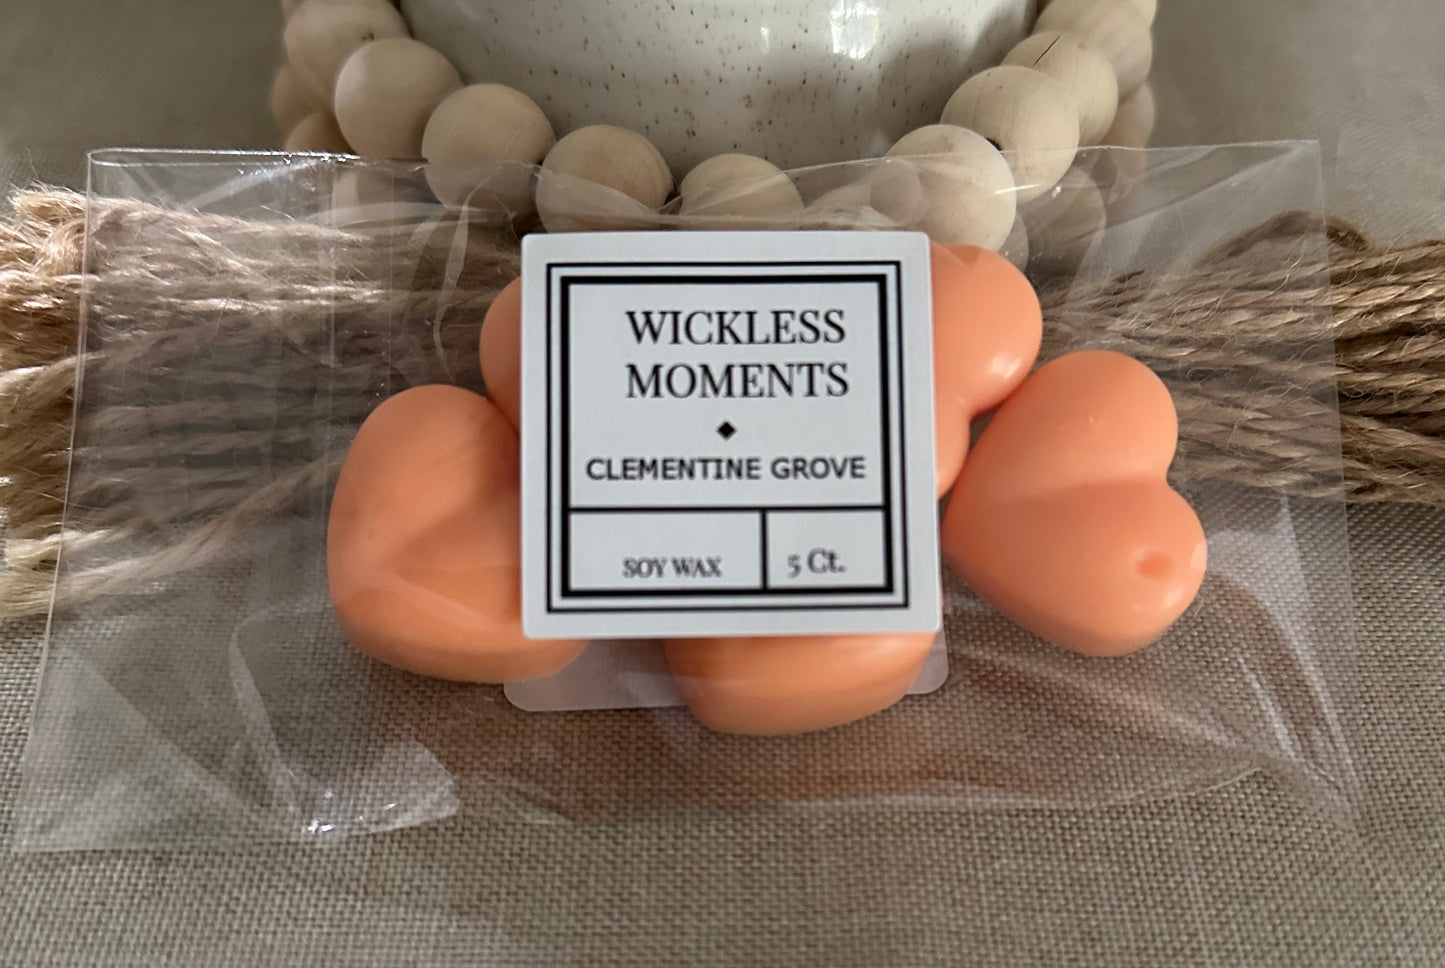 WICKLESS
MOMENTS
CLEMENTINE GROVE
SOY WAX
5 Ct.